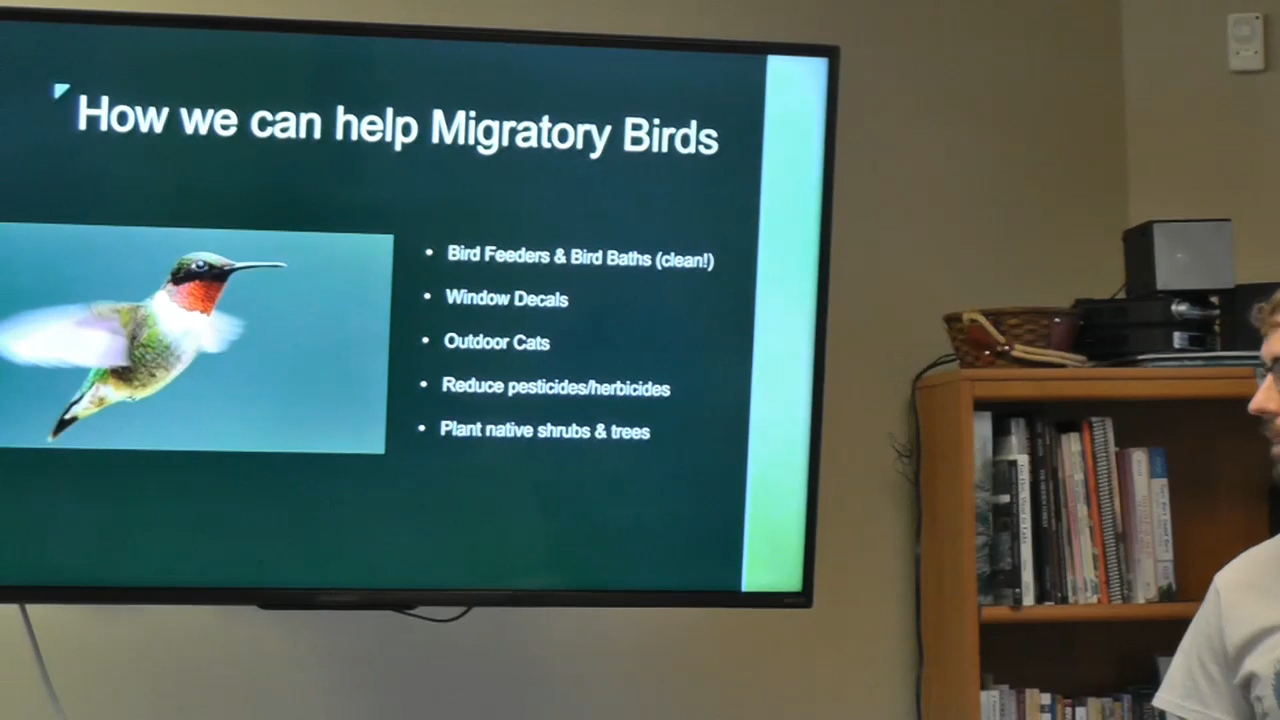 How we can help Migratory Birds
• Bird Feeders & Bird Baths (clean!)
• Window Decals
• Outdoor Cats
• Reduce pesticides/herbicides
• Plant native shrubs & trees